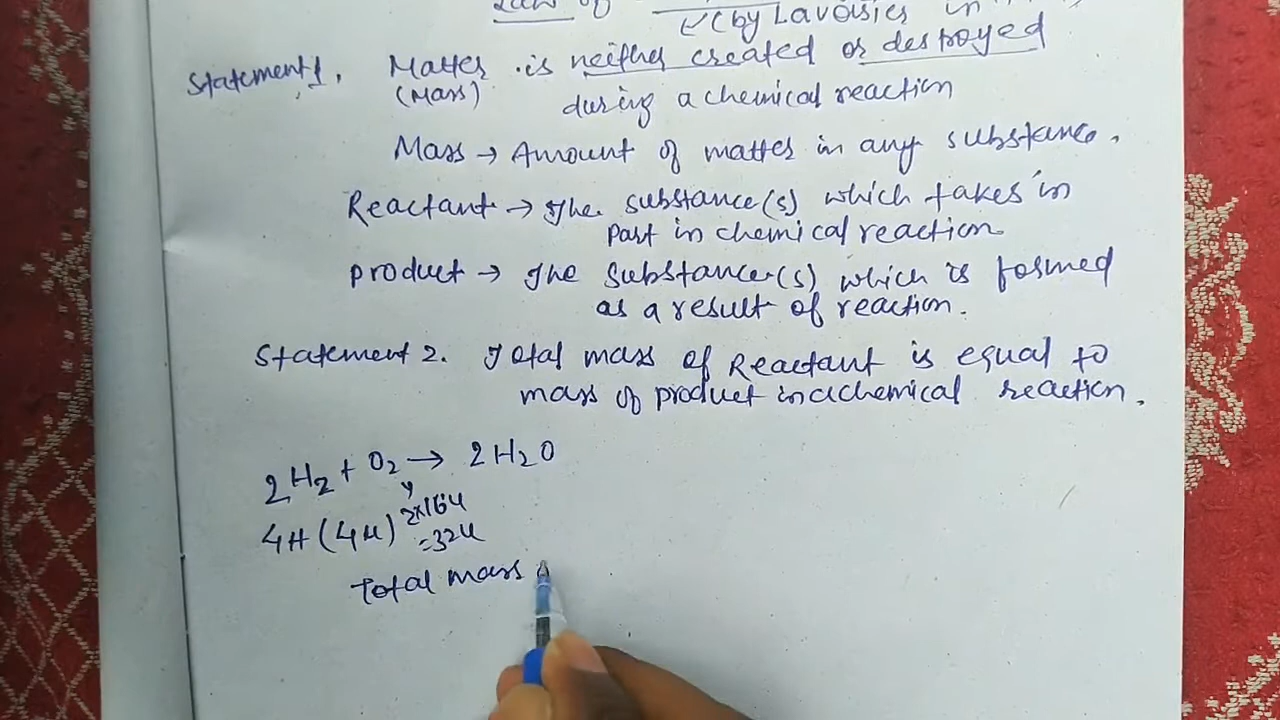 Law of
(by Lavoisier in
Statement 1. Matter is neither created or destroyed
(Mass) during a chemical reaction
Mass → Amount of matter in any substance.
Reactant → The substance(s) which takes in
part in chemical reaction
product → The substance(s) which is formed
as a result of reaction.
Statement 2. Total mass of Reactant is equal to
mass of product in a chemical reaction.
2H₂ + O₂ → 2H₂O
4H (4u) 2×16u
=32u
Total mass